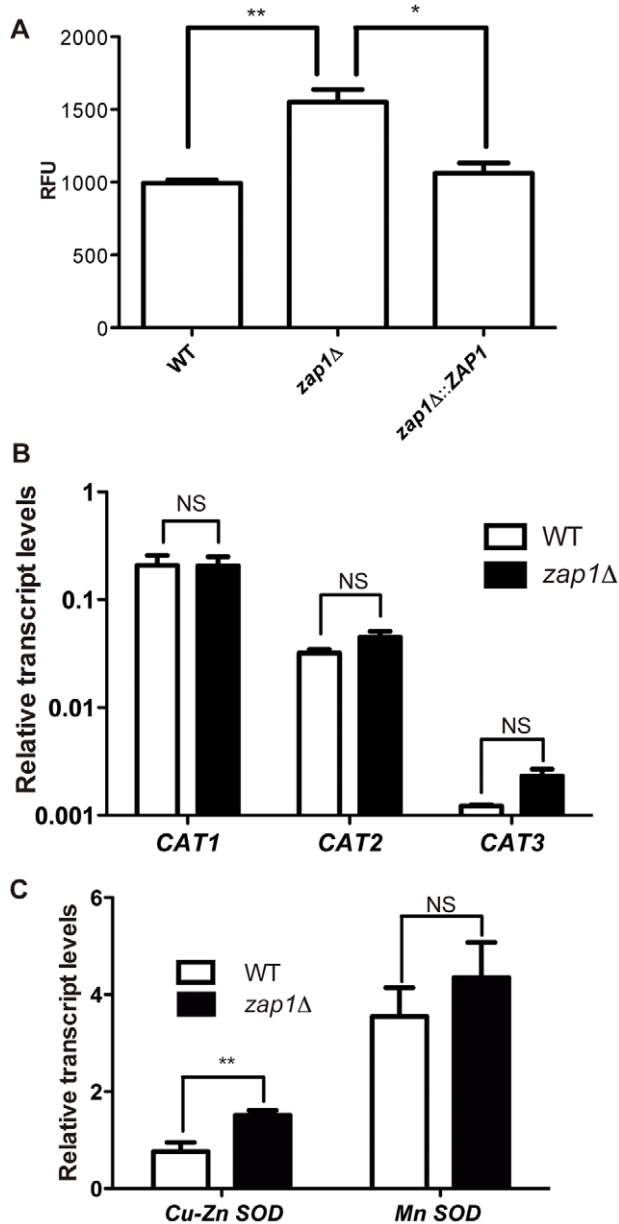 A
** *
2000
1500
1000
500
0
RFU
WT
zap1Δ
zap1Δ::ZAP1
B
Relative transcript levels
1
0.1
0.01
0.001
NS
NS
NS
WT
zap1Δ
CAT1 CAT2 CAT3
C
Relative transcript levels
6
4
2
0
NS
WT
zap1Δ
**
Cu-Zn SOD Mn SOD